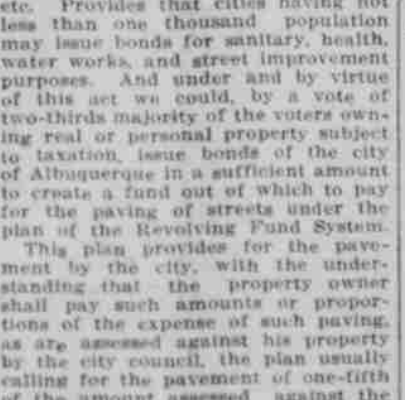 etc. Provides that cities having not
less than one thousand population
may issue bonds for sanitary, health,
water works, and street improvement
purposes. And under and by virtue
of this act we could, by a vote of
two-thirds majority of the voters own-
ing real or personal property subject
to taxation, issue bonds of the city
of Albuquerque in a sufficient amount
to create a fund out of which to pay
for the paving of streets under the
plan of the Revolving Fund System.
This plan provides for the pave-
ment by the city, with the under-
standing that the property owner
shall pay such amounts or propor-
tions of the expense of such paving,
as are assessed against his property
by the city council, the plan usually
calling for the pavement of one-fifth
of the amount assessed against the